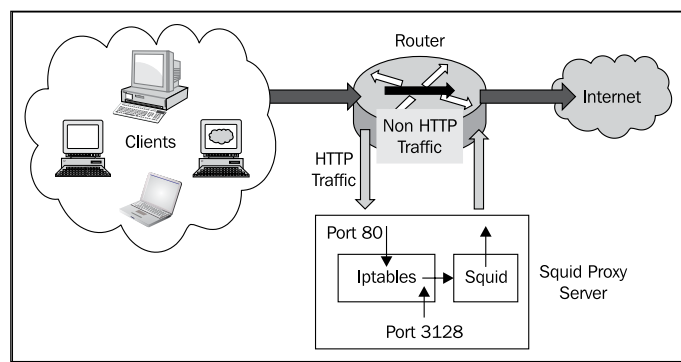 Router
Clients
Internet
Non HTTP
Traffic
HTTP
Traffic
Port 80
Iptables
Squid
Squid Proxy
Server
Port 3128